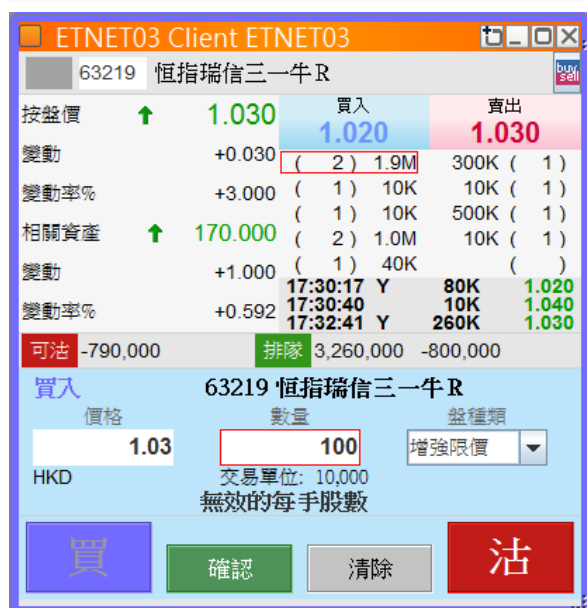 ETNET03 Client ETNET03
63219 恒指瑞信三一牛R
buy sell
按盤價 1.030
買入 1.020
賣出 1.030
變動 +0.030
( 2 ) 1.9M 300K ( 1 )
變動率% +3.000
( 1 ) 10K 10K ( 1 )
( 1 ) 10K 500K ( 1 )
相關資產 170.000
( 2 ) 1.0M 10K ( 1 )
變動 +1.000
( 1 ) 40K ( )
變動率% +0.592
17:30:17 Y 80K 1.020
17:30:40 10K 1.040
17:32:41 Y 260K 1.030
可沽 -790,000 排隊 3,260,000 -800,000
買入 63219 恒指瑞信三一牛R
價格 數量 盤種類
1.03 100 增強限價
HKD 交易單位: 10,000
無效的每手股數
買 確認 清除 沽